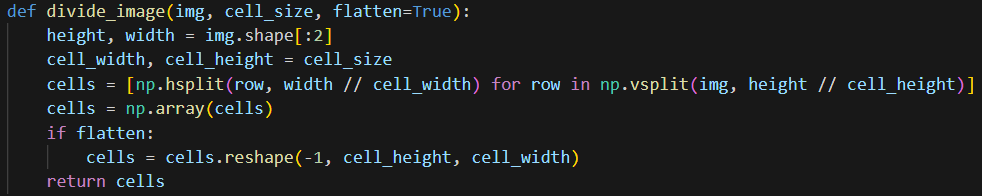 def divide_image(img, cell_size, flatten=True):
    height, width = img.shape[:2]
    cell_width, cell_height = cell_size
    cells = [np.hsplit(row, width // cell_width) for row in np.vsplit(img, height // cell_height)]
    cells = np.array(cells)
    if flatten:
        cells = cells.reshape(-1, cell_height, cell_width)
    return cells